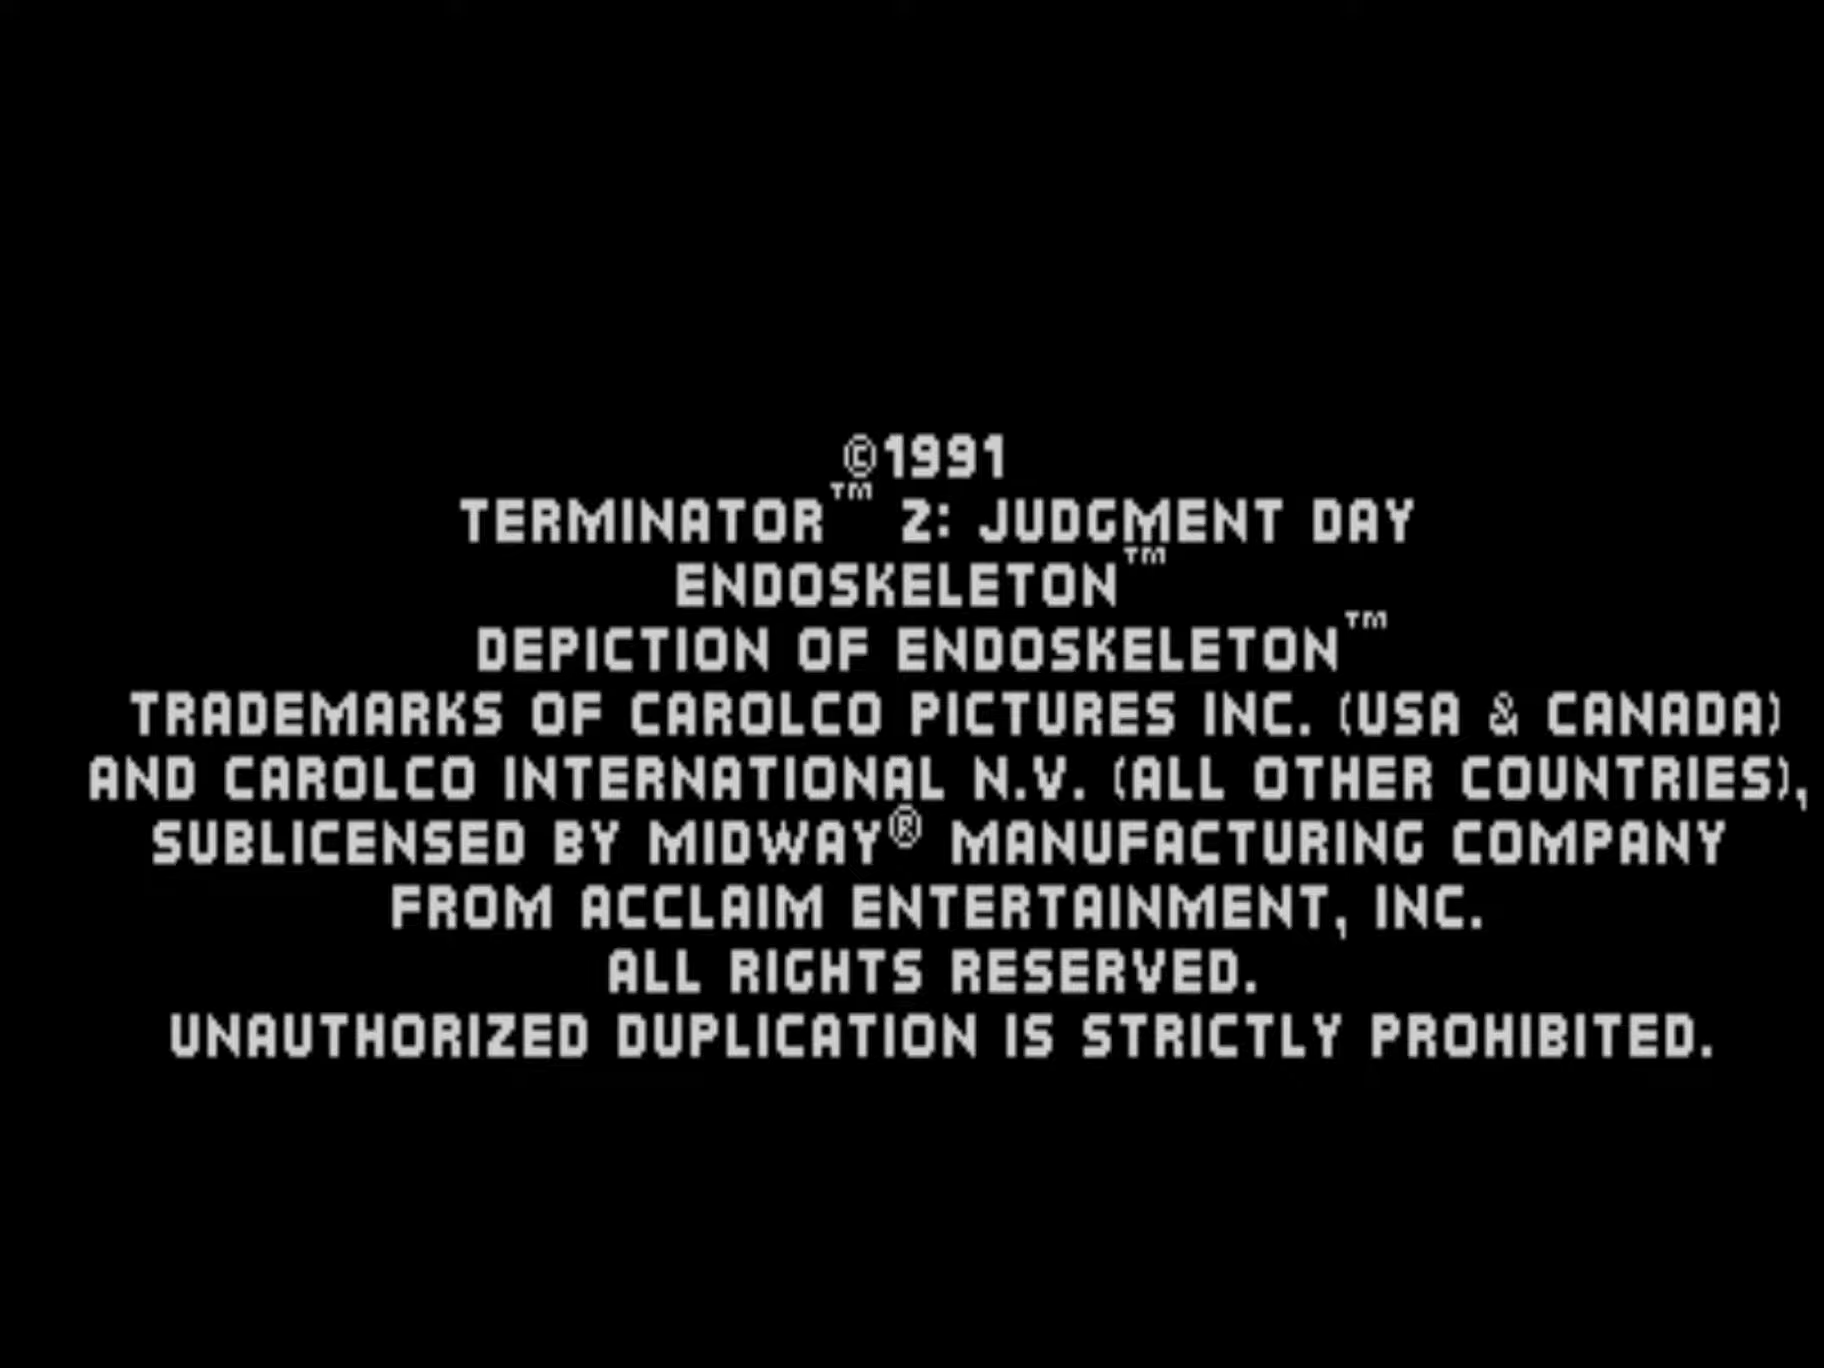 ©1991
TERMINATOR™ 2: JUDGMENT DAY
ENDOSKELETON™
DEPICTION OF ENDOSKELETON™
TRADEMARKS OF CAROLCO PICTURES INC. (USA & CANADA)
AND CAROLCO INTERNATIONAL N.V. (ALL OTHER COUNTRIES),
SUBLICENSED BY MIDWAY® MANUFACTURING COMPANY
FROM ACCLAIM ENTERTAINMENT, INC.
ALL RIGHTS RESERVED.
UNAUTHORIZED DUPLICATION IS STRICTLY PROHIBITED.